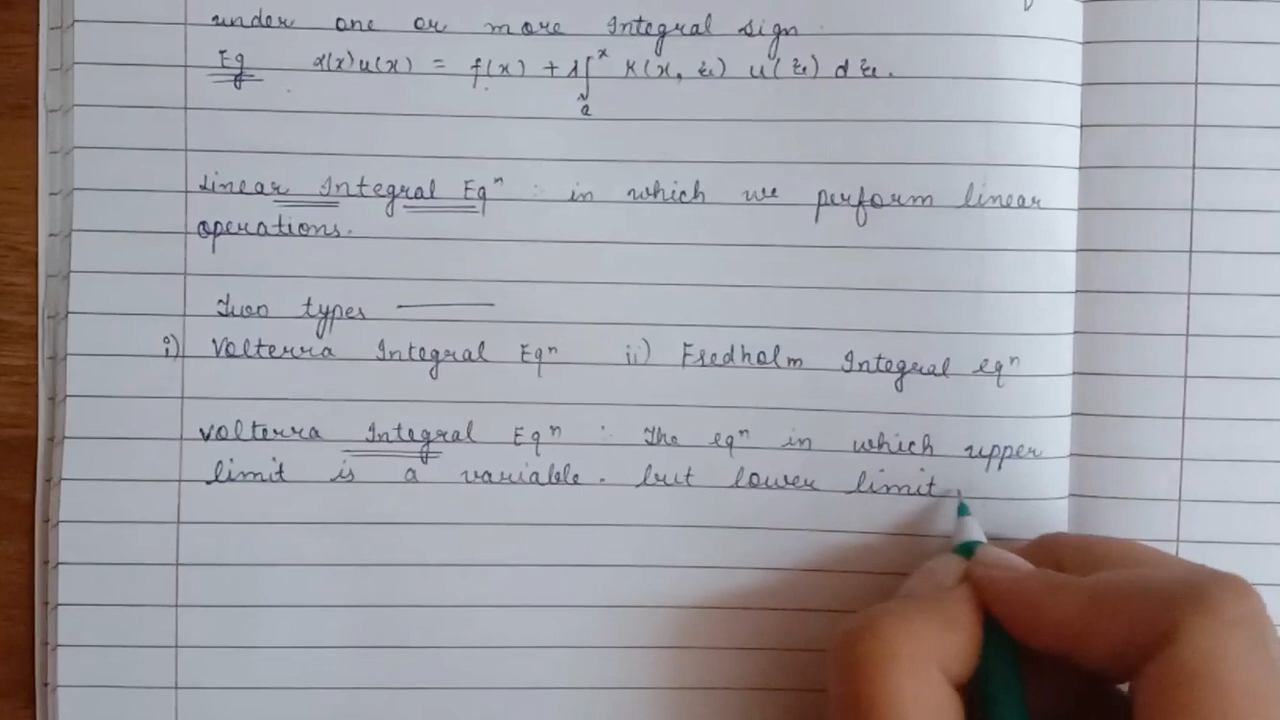 under one or more Integral sign
Eg α(x)u(x) = f(x) + λ∫ₐˣ K(x, ξ) u(ξ) dξ.
Linear Integral Eqⁿ : in which we perform linear
operations.
Two types ——
i) Volterra Integral Eqⁿ ii) Fredholm Integral eqⁿ
Volterra Integral Eqⁿ : The eqⁿ in which upper
limit is a variable. but lower limit